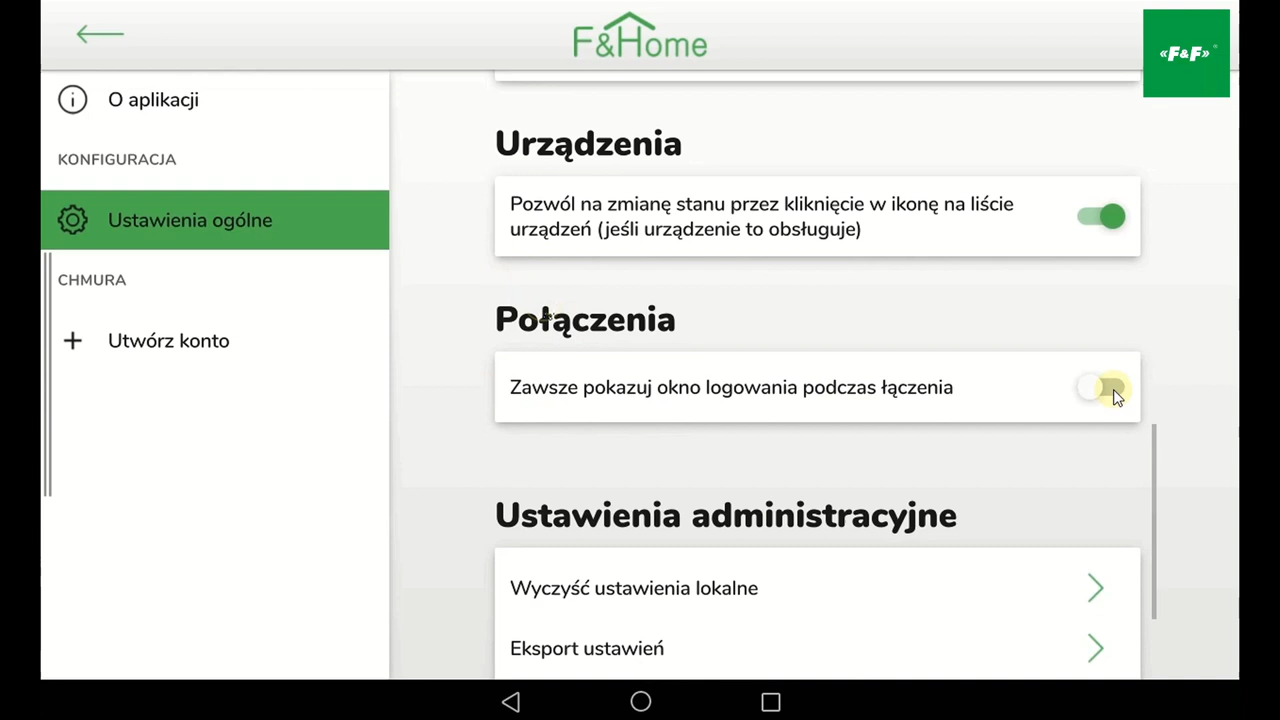 F&Home
«F&F»®
O aplikacji
KONFIGURACJA
Ustawienia ogólne
CHMURA
Utwórz konto
Urządzenia
Pozwól na zmianę stanu przez kliknięcie w ikonę na liście
urządzeń (jeśli urządzenie to obsługuje)
Połączenia
Zawsze pokazuj okno logowania podczas łączenia
Ustawienia administracyjne
Wyczyść ustawienia lokalne
Eksport ustawień